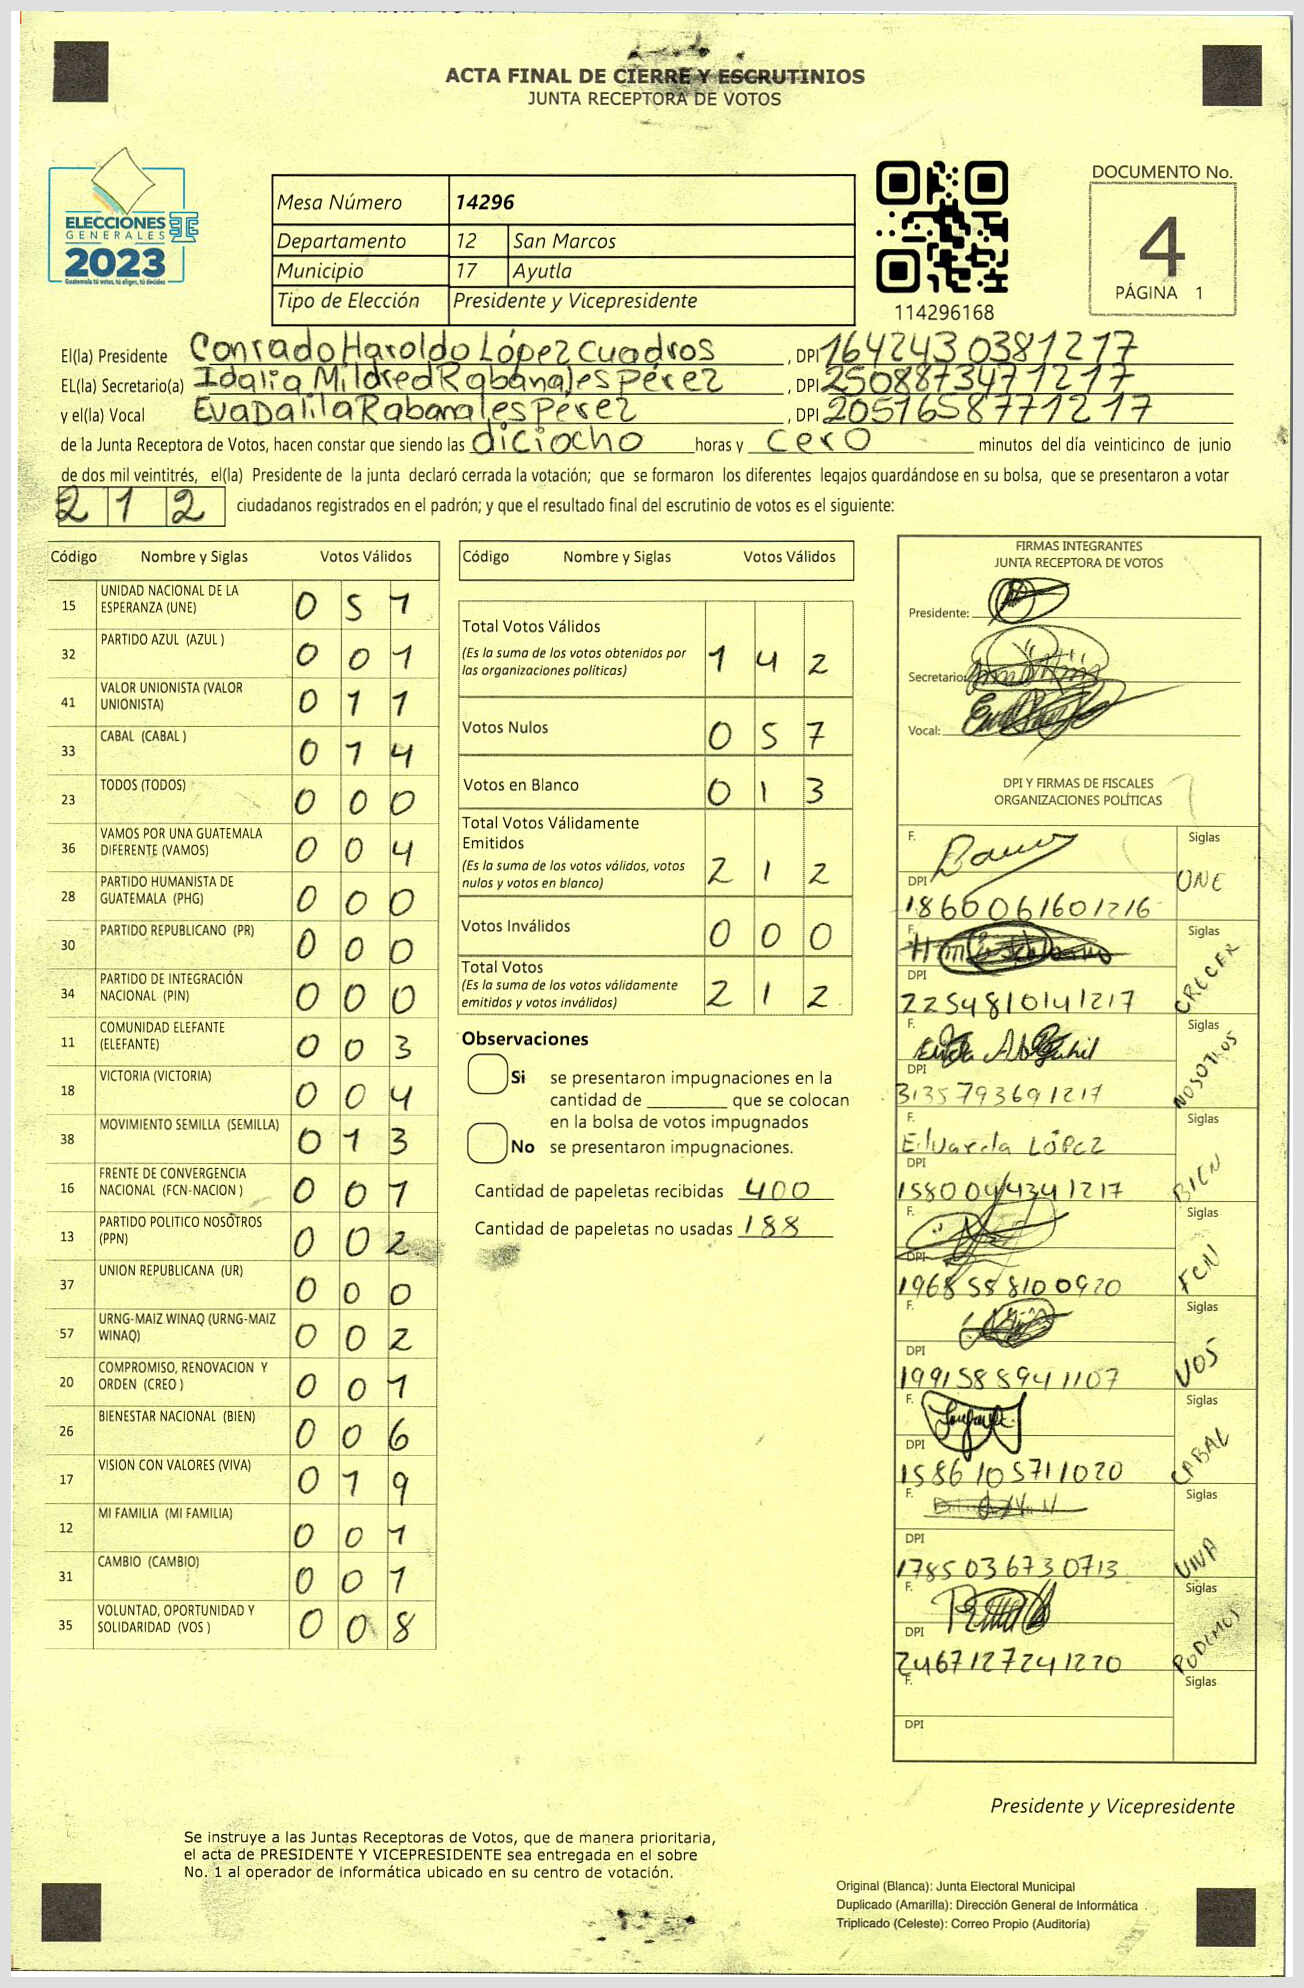 ACTA FINAL DE CIERRE Y ESCRUTINIOS
JUNTA RECEPTORA DE VOTOS
ELECCIONES
GENERALES
2023
Guatemala tú votas, tú eliges, tú decides
Mesa Número 14296
Departamento 12 San Marcos
Municipio 17 Ayutla
Tipo de Elección Presidente y Vicepresidente
114296168
DOCUMENTO No.
4
PÁGINA 1
El(la) Presidente Conrado Haroldo López Cuadros, DPI 1642430381217
EL(la) Secretario(a) Idalia Mildred Rabanales Pérez, DPI 2508873471217
y el(la) Vocal Eva Dalila Rabanales Pérez, DPI 2051658771217
de la Junta Receptora de Votos, hacen constar que siendo las diciocho horas y cero minutos del día veinticinco de junio
de dos mil veintitrés, el(la) Presidente de la junta declaró cerrada la votación; que se formaron los diferentes legajos guardándose en su bolsa, que se presentaron a votar
212 ciudadanos registrados en el padrón; y que el resultado final del escrutinio de votos es el siguiente:
Código Nombre y Siglas Votos Válidos
15 UNIDAD NACIONAL DE LA ESPERANZA (UNE) 0 5 1
32 PARTIDO AZUL (AZUL ) 0 0 1
41 VALOR UNIONISTA (VALOR UNIONISTA) 0 1 1
33 CABAL (CABAL ) 0 1 4
23 TODOS (TODOS) 0 0 0
36 VAMOS POR UNA GUATEMALA DIFERENTE (VAMOS) 0 0 4
28 PARTIDO HUMANISTA DE GUATEMALA (PHG) 0 0 0
30 PARTIDO REPUBLICANO (PR) 0 0 0
34 PARTIDO DE INTEGRACIÓN NACIONAL (PIN) 0 0 0
11 COMUNIDAD ELEFANTE (ELEFANTE) 0 0 3
18 VICTORIA (VICTORIA) 0 0 4
38 MOVIMIENTO SEMILLA (SEMILLA) 0 1 3
16 FRENTE DE CONVERGENCIA NACIONAL (FCN-NACION ) 0 0 1
13 PARTIDO POLITICO NOSOTROS (PPN) 0 0 2
37 UNION REPUBLICANA (UR) 0 0 0
57 URNG-MAIZ WINAQ (URNG-MAIZ WINAQ) 0 0 2
20 COMPROMISO, RENOVACION Y ORDEN (CREO ) 0 0 1
26 BIENESTAR NACIONAL (BIEN) 0 0 6
17 VISION CON VALORES (VIVA) 0 1 9
12 MI FAMILIA (MI FAMILIA) 0 0 1
31 CAMBIO (CAMBIO) 0 0 1
35 VOLUNTAD, OPORTUNIDAD Y SOLIDARIDAD (VOS ) 0 0 8
Código Nombre y Siglas Votos Válidos
Total Votos Válidos 1 4 2
(Es la suma de los votos obtenidos por
las organizaciones políticas)
Votos Nulos 0 5 7
Votos en Blanco 0 1 3
Total Votos Válidamente
Emitidos 2 1 2
(Es la suma de los votos válidos, votos
nulos y votos en blanco)
Votos Inválidos 0 0 0
Total Votos 2 1 2
(Es la suma de los votos válidamente
emitidos y votos inválidos)
Observaciones
Si se presentaron impugnaciones en la
cantidad de ________ que se colocan
en la bolsa de votos impugnados
No se presentaron impugnaciones.
Cantidad de papeletas recibidas 400
Cantidad de papeletas no usadas 188
FIRMAS INTEGRANTES
JUNTA RECEPTORA DE VOTOS
Presidente:
Secretario:
Vocal:
DPI Y FIRMAS DE FISCALES
ORGANIZACIONES POLÍTICAS
F. Siglas UNE
DPI 1866061601216
F. Siglas CRECER
DPI 2254810141217
F. Siglas NOSOTROS
DPI 3135793691217
F. Eduarda López Siglas BIEN
DPI 1580044341217
F. Siglas FCN
DPI 1968588100920
F. Siglas VOS
DPI 1991588941107
F. Siglas CABAL
DPI 1586105711020
F. Siglas VIVA
DPI 1785036730713
F. Siglas PODEMOS
DPI 2467127241220
F. Siglas
DPI
Presidente y Vicepresidente
Se instruye a las Juntas Receptoras de Votos, que de manera prioritaria,
el acta de PRESIDENTE Y VICEPRESIDENTE sea entregada en el sobre
No. 1 al operador de informática ubicado en su centro de votación.
Original (Blanca): Junta Electoral Municipal
Duplicado (Amarilla): Dirección General de Informática
Triplicado (Celeste): Correo Propio (Auditoría)